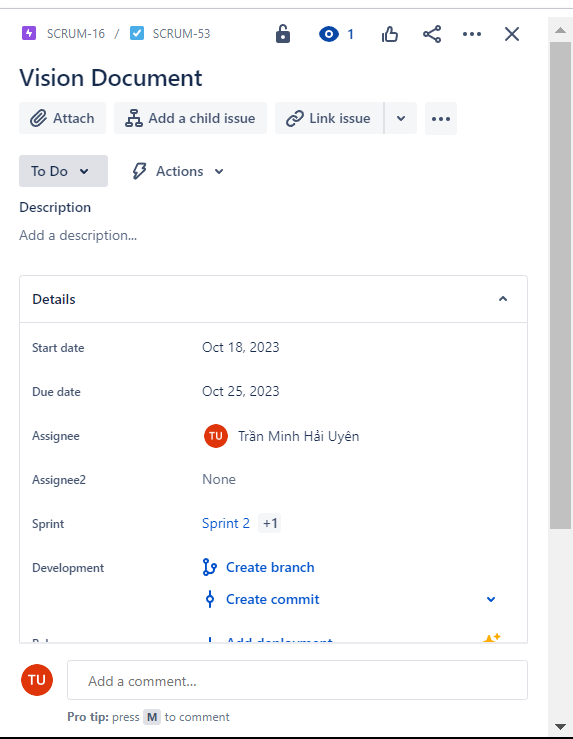 SCRUM-16 / SCRUM-53 1
Vision Document
Attach Add a child issue Link issue
To Do Actions
Description
Add a description...
Details
Start date Oct 18, 2023
Due date Oct 25, 2023
Assignee TU Trần Minh Hải Uyên
Assignee2 None
Sprint Sprint 2 +1
Development Create branch
Create commit
Add deployment
TU Add a comment...
Pro tip: press M to comment